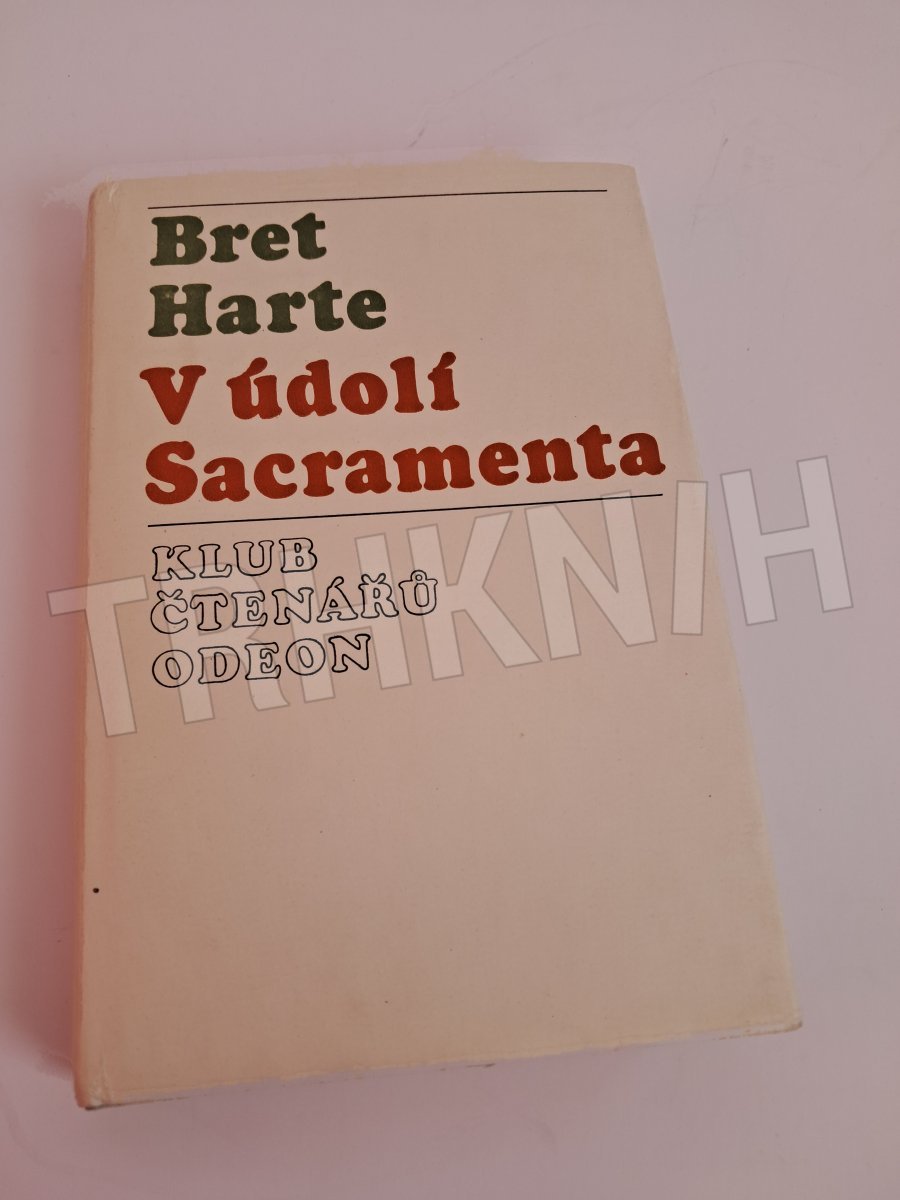 Bret
Harte
V údolí
Sacramenta
KLUB
ČTENÁŘŮ
ODEON
TRHKNIH